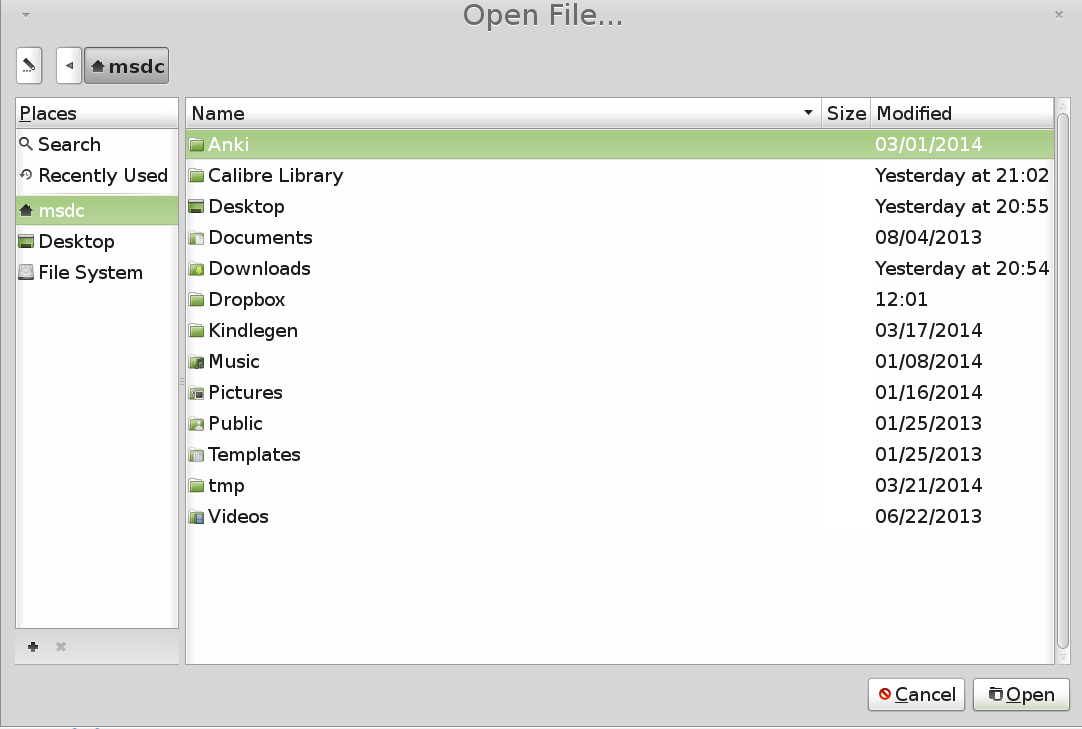 Open File...
msdc
Places
Name Size Modified
Search
Recently Used
msdc
Desktop
File System
Anki 03/01/2014
Calibre Library Yesterday at 21:02
Desktop Yesterday at 20:55
Documents 08/04/2013
Downloads Yesterday at 20:54
Dropbox 12:01
Kindlegen 03/17/2014
Music 01/08/2014
Pictures 01/16/2014
Public 01/25/2013
Templates 01/25/2013
tmp 03/21/2014
Videos 06/22/2013
Cancel Open